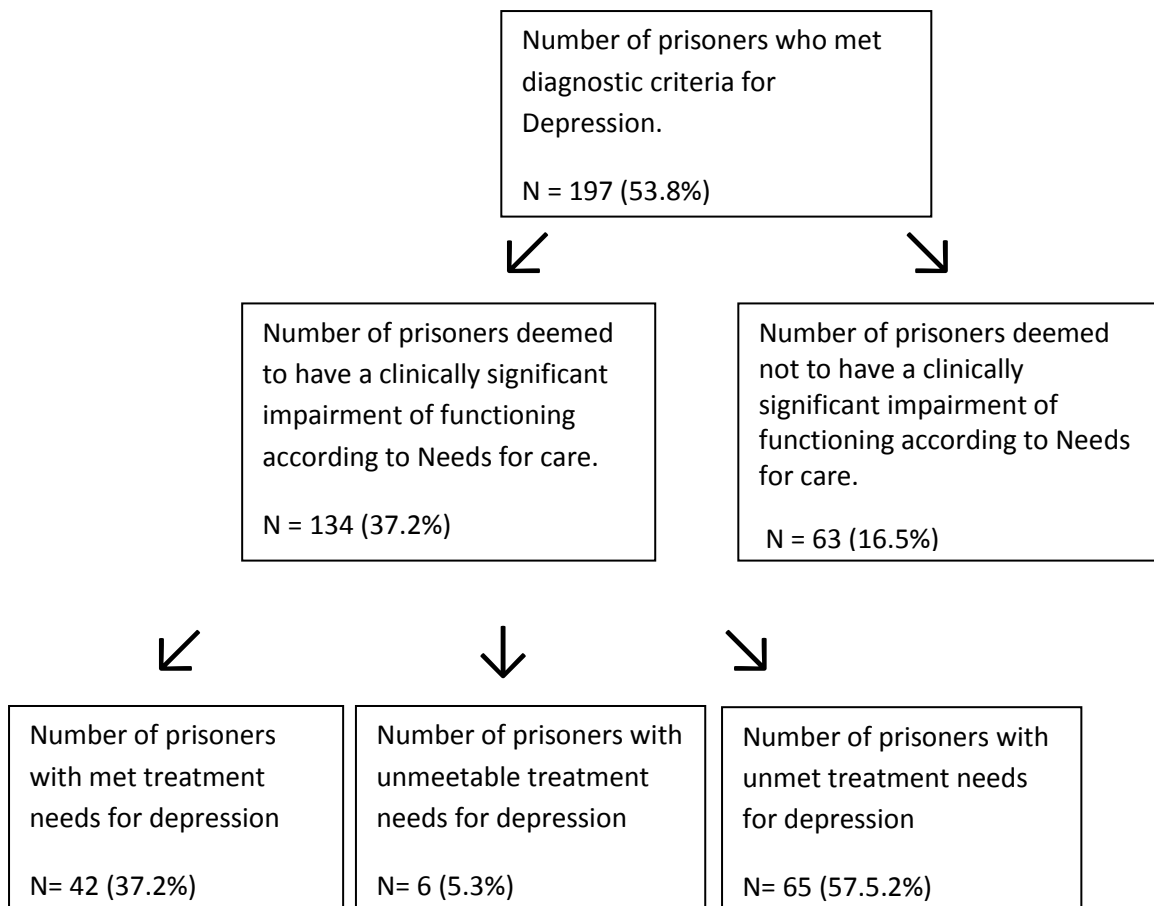 Number of prisoners who met
diagnostic criteria for
Depression.
N = 197 (53.8%)
Number of prisoners deemed
to have a clinically significant
impairment of functioning
according to Needs for care.
N = 134 (37.2%)
Number of prisoners deemed
not to have a clinically
significant impairment of
functioning according to Needs
for care.
N = 63 (16.5%)
Number of prisoners
with met treatment
needs for depression
N= 42 (37.2%)
Number of prisoners with
unmeetable treatment
needs for depression
N= 6 (5.3%)
Number of prisoners with
unmet treatment needs
for depression
N= 65 (57.5.2%)